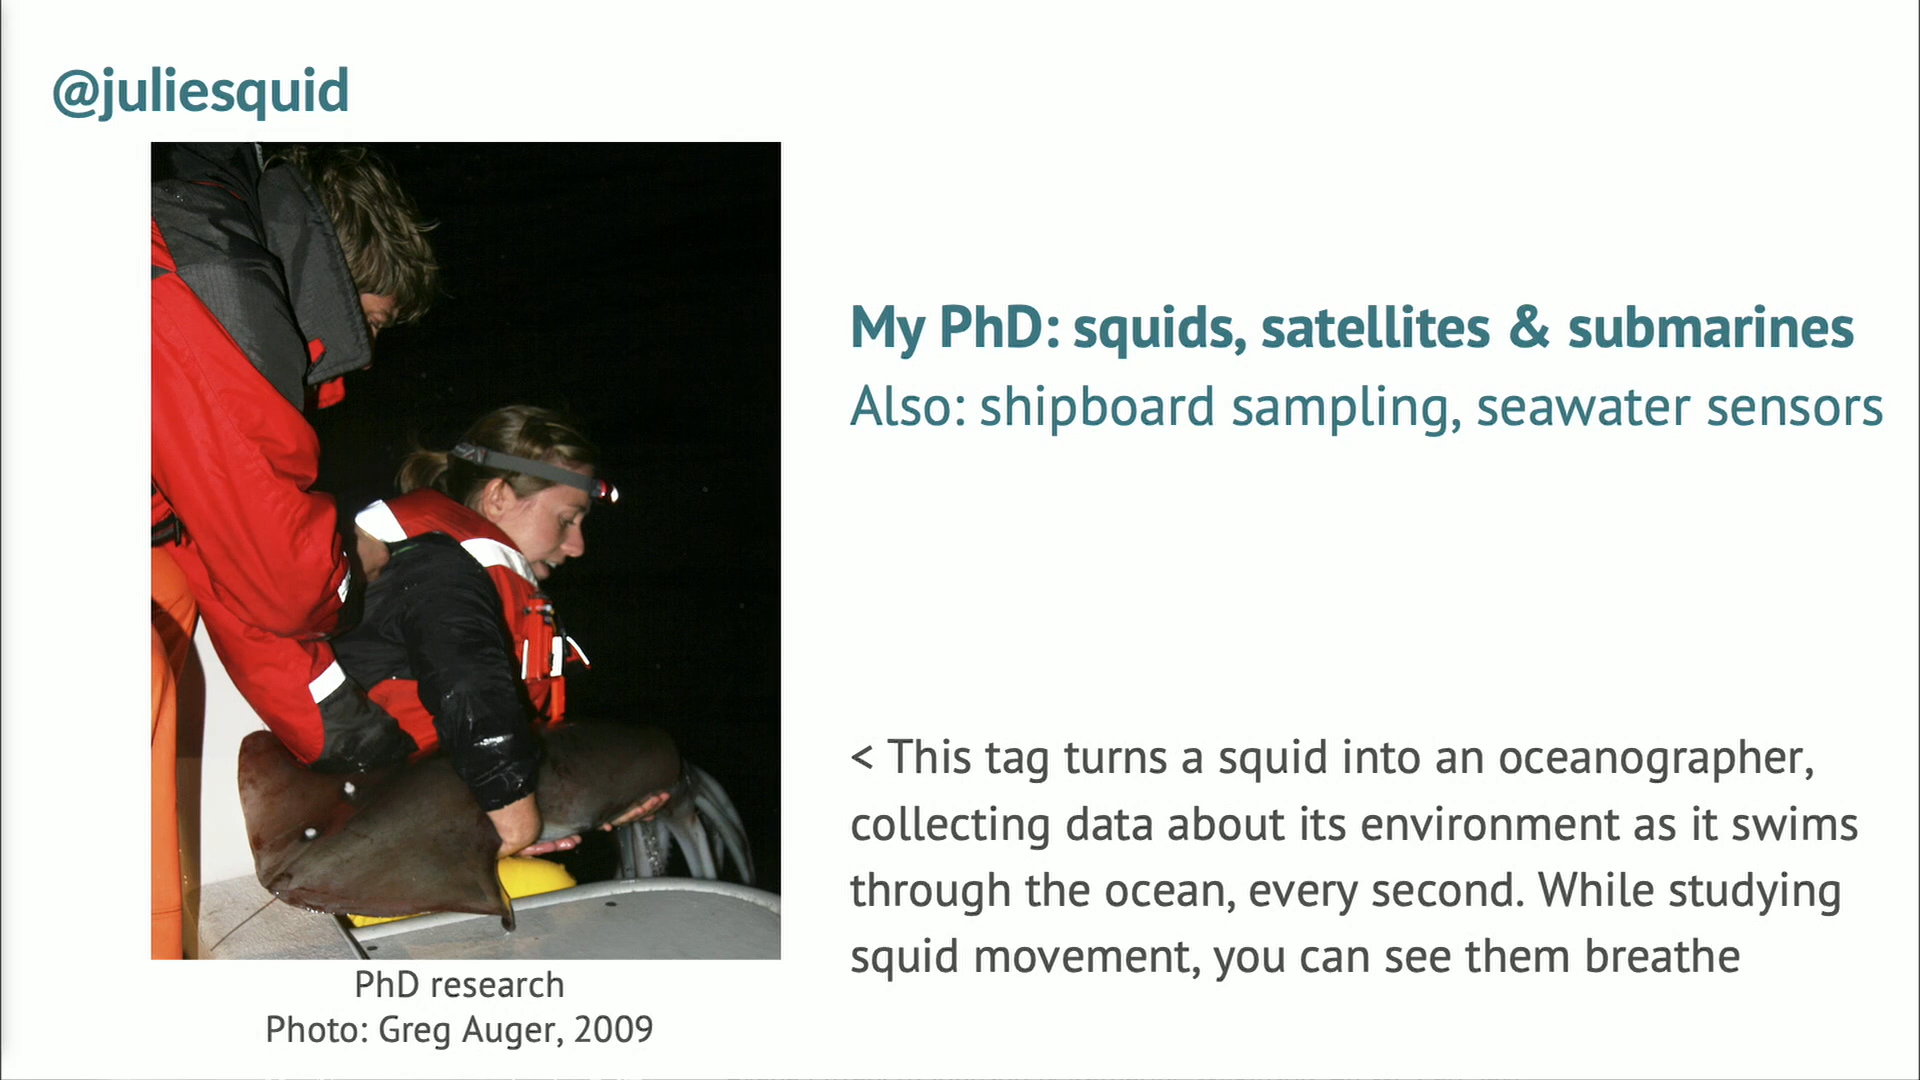 @juliesquid
My PhD: squids, satellites & submarines
Also: shipboard sampling, seawater sensors
< This tag turns a squid into an oceanographer,
collecting data about its environment as it swims
through the ocean, every second. While studying
squid movement, you can see them breathe
PhD research
Photo: Greg Auger, 2009